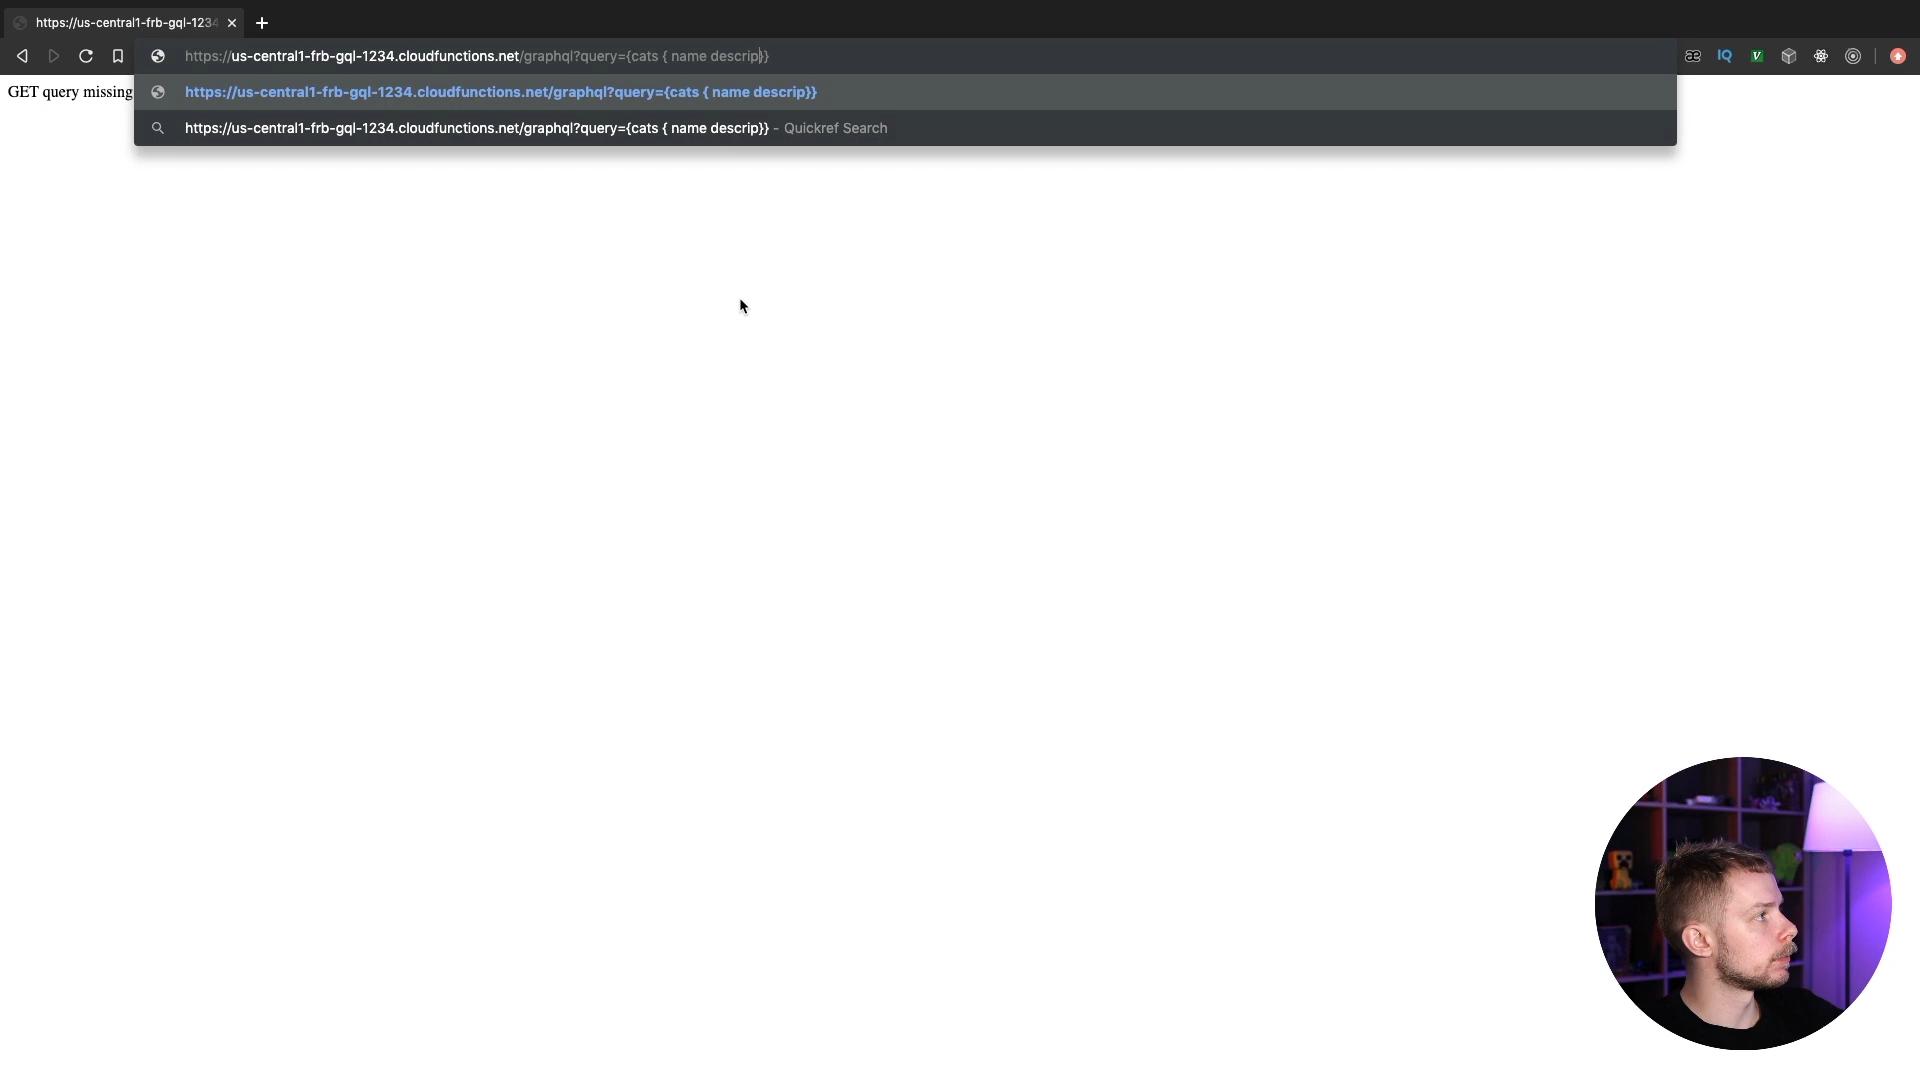 https://us-central1-frb-gql-1234
https://us-central1-frb-gql-1234.cloudfunctions.net/graphql?query={cats { name descrip}}
IQ
V
GET query missing
https://us-central1-frb-gql-1234.cloudfunctions.net/graphql?query={cats { name descrip}}
https://us-central1-frb-gql-1234.cloudfunctions.net/graphql?query={cats { name descrip}} - Quickref Search